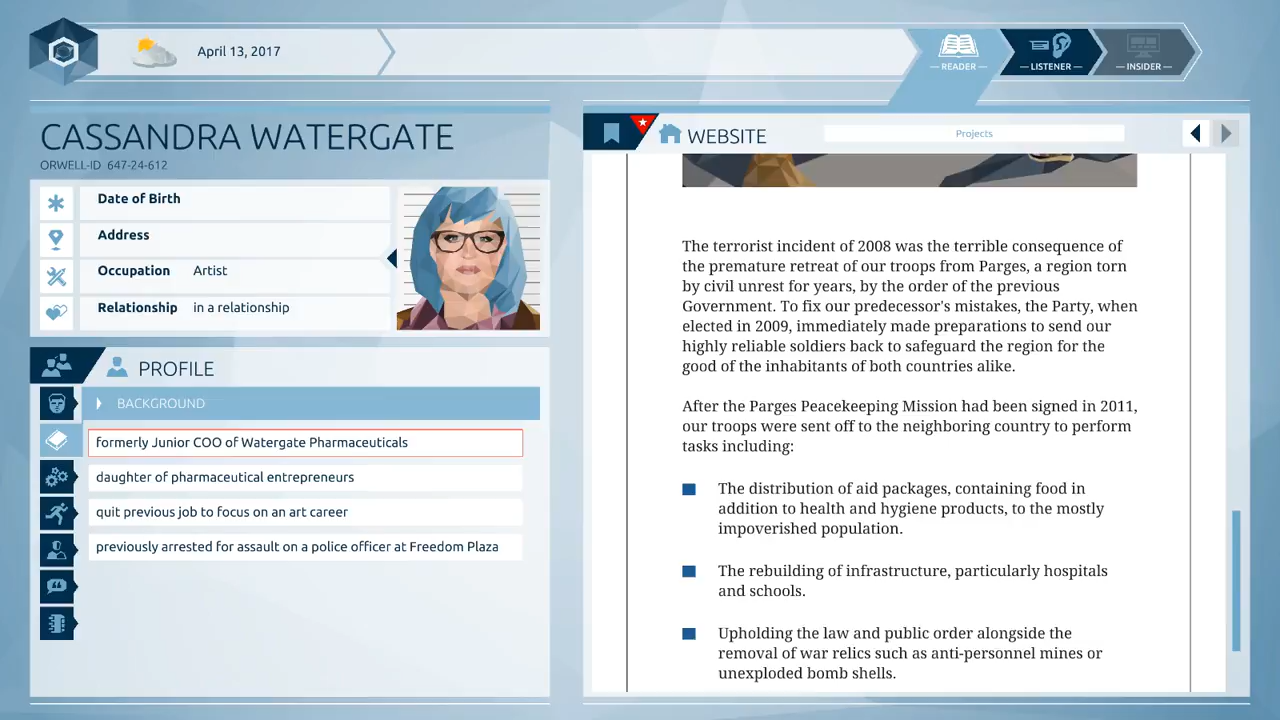 April 13, 2017
— READER —
— LISTENER —
— INSIDER —
CASSANDRA WATERGATE
ORWELL-ID 647-24-612
Date of Birth
Address
Occupation Artist
Relationship in a relationship
PROFILE
BACKGROUND
formerly Junior COO of Watergate Pharmaceuticals
daughter of pharmaceutical entrepreneurs
quit previous job to focus on an art career
previously arrested for assault on a police officer at Freedom Plaza
WEBSITE
Projects
The terrorist incident of 2008 was the terrible consequence of
the premature retreat of our troops from Parges, a region torn
by civil unrest for years, by the order of the previous
Government. To fix our predecessor's mistakes, the Party, when
elected in 2009, immediately made preparations to send our
highly reliable soldiers back to safeguard the region for the
good of the inhabitants of both countries alike.
After the Parges Peacekeeping Mission had been signed in 2011,
our troops were sent off to the neighboring country to perform
tasks including:
The distribution of aid packages, containing food in
addition to health and hygiene products, to the mostly
impoverished population.
The rebuilding of infrastructure, particularly hospitals
and schools.
Upholding the law and public order alongside the
removal of war relics such as anti-personnel mines or
unexploded bomb shells.